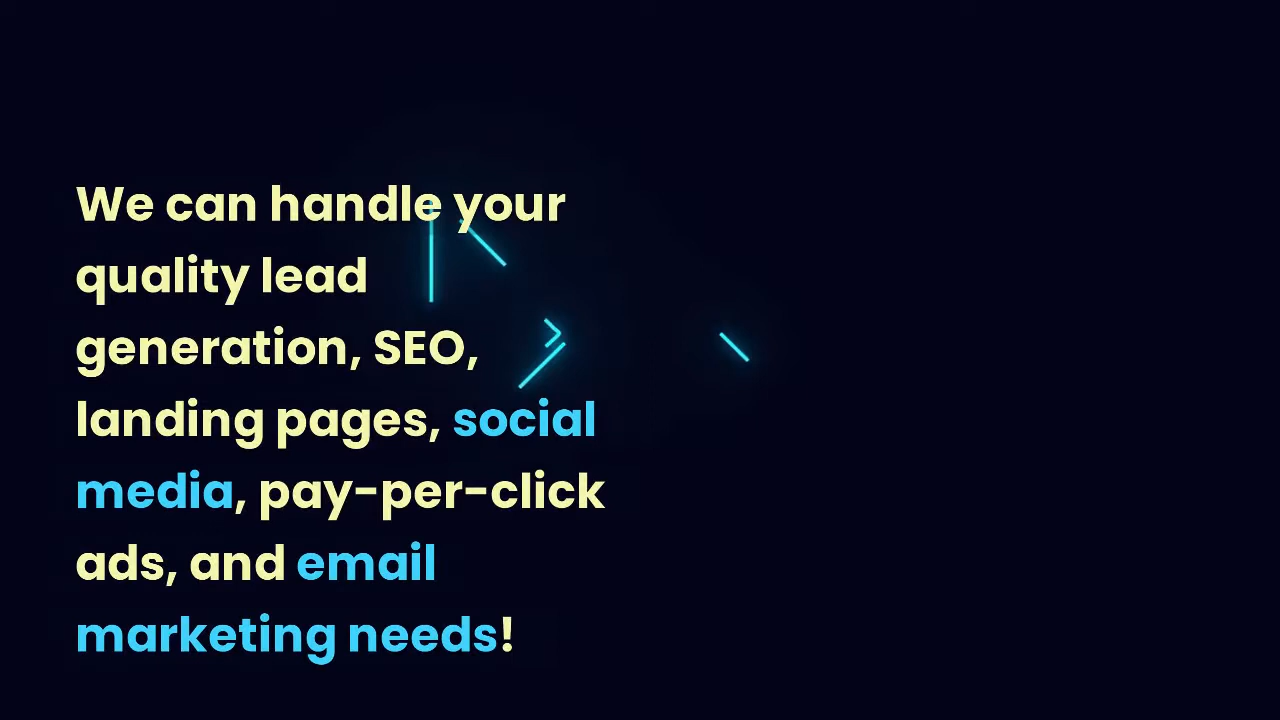 We can handle your
quality lead
generation, SEO,
landing pages, social
media, pay-per-click
ads, and email
marketing needs!